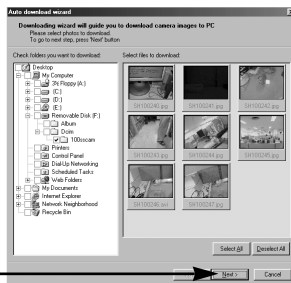 Auto download wizard
Downloading wizard will guide you to download camera images to PC
Please select photos to download.
To go to next step, press 'Next' button
Check folders you want to download:
Select files to download:
Desktop
My Computer
3½ Floppy (A:)
(C:)
(D:)
(E:)
Removable Disk (F:)
Album
Dcim
100sscam
Printers
Control Panel
Dial-Up Networking
Scheduled Tasks
Web Folders
My Documents
Internet Explorer
Network Neighborhood
Recycle Bin
SH100240.jpg
SH100241.jpg
SH100242.jpg
SH100243.jpg
SH100244.jpg
SH100245.jpg
SH100246.avi
SH100247.jpg
Select All
Deselect All
Next >
Cancel